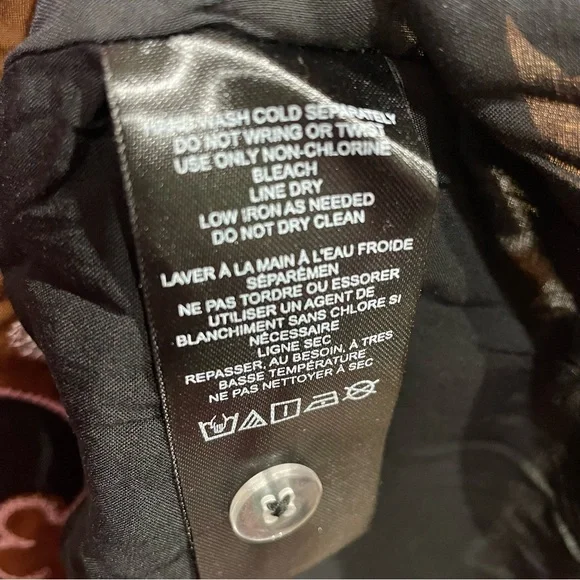 HAND WASH COLD SEPARATELY
DO NOT WRING OR TWIST
USE ONLY NON-CHLORINE
BLEACH
LINE DRY
LOW IRON AS NEEDED
DO NOT DRY CLEAN
LAVER À LA MAIN À L'EAU FROIDE
SÉPARÉMEN
NE PAS TORDRE OU ESSORER
UTILISER UN AGENT DE
BLANCHIMENT SANS CHLORE SI
NÉCESSAIRE
LIGNE SEC
REPASSER, AU BESOIN, À TRES
BASSE TEMPÉRATURE
NE PAS NETTOYER À SEC